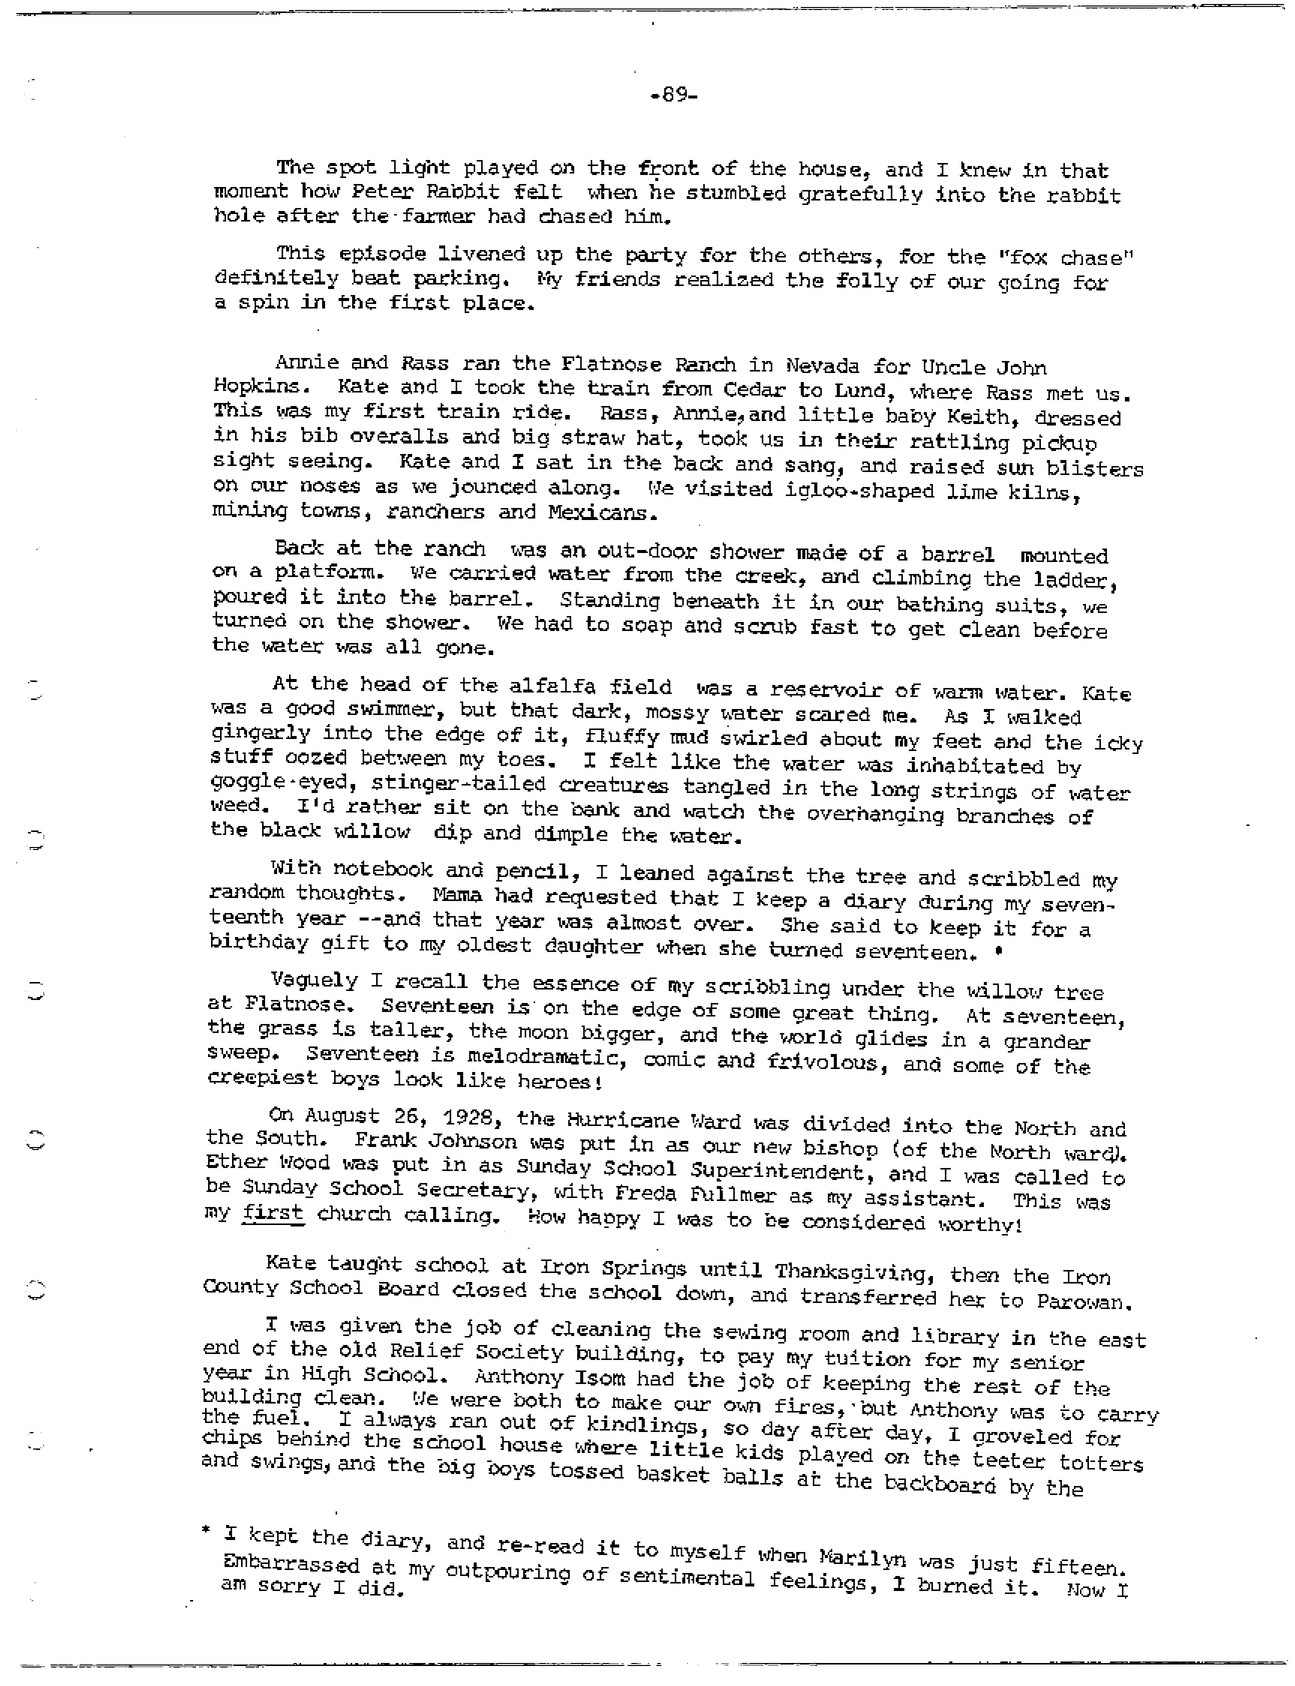 -89-
The spot light played on the front of the house, and I knew in that
moment how Peter Rabbit felt when he stumbled gratefully into the rabbit
hole after the farmer had chased him.
This episode livened up the party for the others, for the "fox chase"
definitely beat parking. My friends realized the folly of our going for
a spin in the first place.
Annie and Rass ran the Flatnose Ranch in Nevada for Uncle John
Hopkins. Kate and I took the train from Cedar to Lund, where Rass met us.
This was my first train ride. Rass, Annie, and little baby Keith, dressed
in his bib overalls and big straw hat, took us in their rattling pickup
sight seeing. Kate and I sat in the back and sang, and raised sun blisters
on our noses as we jounced along. We visited igloo-shaped lime kilns,
mining towns, ranchers and Mexicans.
Back at the ranch was an out-door shower made of a barrel mounted
on a platform. We carried water from the creek, and climbing the ladder,
poured it into the barrel. Standing beneath it in our bathing suits, we
turned on the shower. We had to soap and scrub fast to get clean before
the water was all gone.
At the head of the alfalfa field was a reservoir of warm water. Kate
was a good swimmer, but that dark, mossy water scared me. As I walked
gingerly into the edge of it, fluffy mud swirled about my feet and the icky
stuff oozed between my toes. I felt like the water was inhabitated by
goggle-eyed, stinger-tailed creatures tangled in the long strings of water
weed. I'd rather sit on the bank and watch the overhanging branches of
the black willow dip and dimple the water.
With notebook and pencil, I leaned against the tree and scribbled my
random thoughts. Mama had requested that I keep a diary during my seven-
teenth year --and that year was almost over. She said to keep it for a
birthday gift to my oldest daughter when she turned seventeen. *
Vaguely I recall the essence of my scribbling under the willow tree
at Flatnose. Seventeen is on the edge of some great thing. At seventeen,
the grass is taller, the moon bigger, and the world glides in a grander
sweep. Seventeen is melodramatic, comic and frivolous, and some of the
creepiest boys look like heroes!
On August 26, 1928, the Hurricane Ward was divided into the North and
the South. Frank Johnson was put in as our new bishop (of the North ward).
Ether Wood was put in as Sunday School Superintendent, and I was called to
be Sunday School Secretary, with Freda Fullmer as my assistant. This was
my first church calling. How happy I was to be considered worthy!
Kate taught school at Iron Springs until Thanksgiving, then the Iron
County School Board closed the school down, and transferred her to Parowan.
I was given the job of cleaning the sewing room and library in the east
end of the old Relief Society building, to pay my tuition for my senior
year in High School. Anthony Isom had the job of keeping the rest of the
building clean. We were both to make our own fires, but Anthony was to carry
the fuel. I always ran out of kindlings, so day after day, I groveled for
chips behind the school house where little kids played on the teeter totters
and swings, and the big boys tossed basket balls at the backboard by the
* I kept the diary, and re-read it to myself when Marilyn was just fifteen.
Embarrassed at my outpouring of sentimental feelings, I burned it. Now I
am sorry I did.